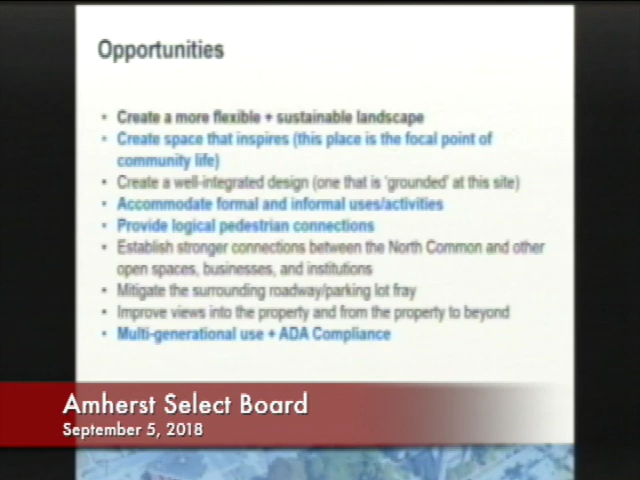 Opportunities
• Create a more flexible + sustainable landscape
• Create space that inspires (this place is the focal point of
community life)
• Create a well-integrated design (one that is 'grounded' at this site)
• Accommodate formal and informal uses/activities
• Provide logical pedestrian connections
• Establish stronger connections between the North Common and other
open spaces, businesses, and institutions
• Mitigate the surrounding roadway/parking lot fray
• Improve views into the property and from the property to beyond
• Multi-generational use + ADA Compliance
Amherst Select Board
September 5, 2018